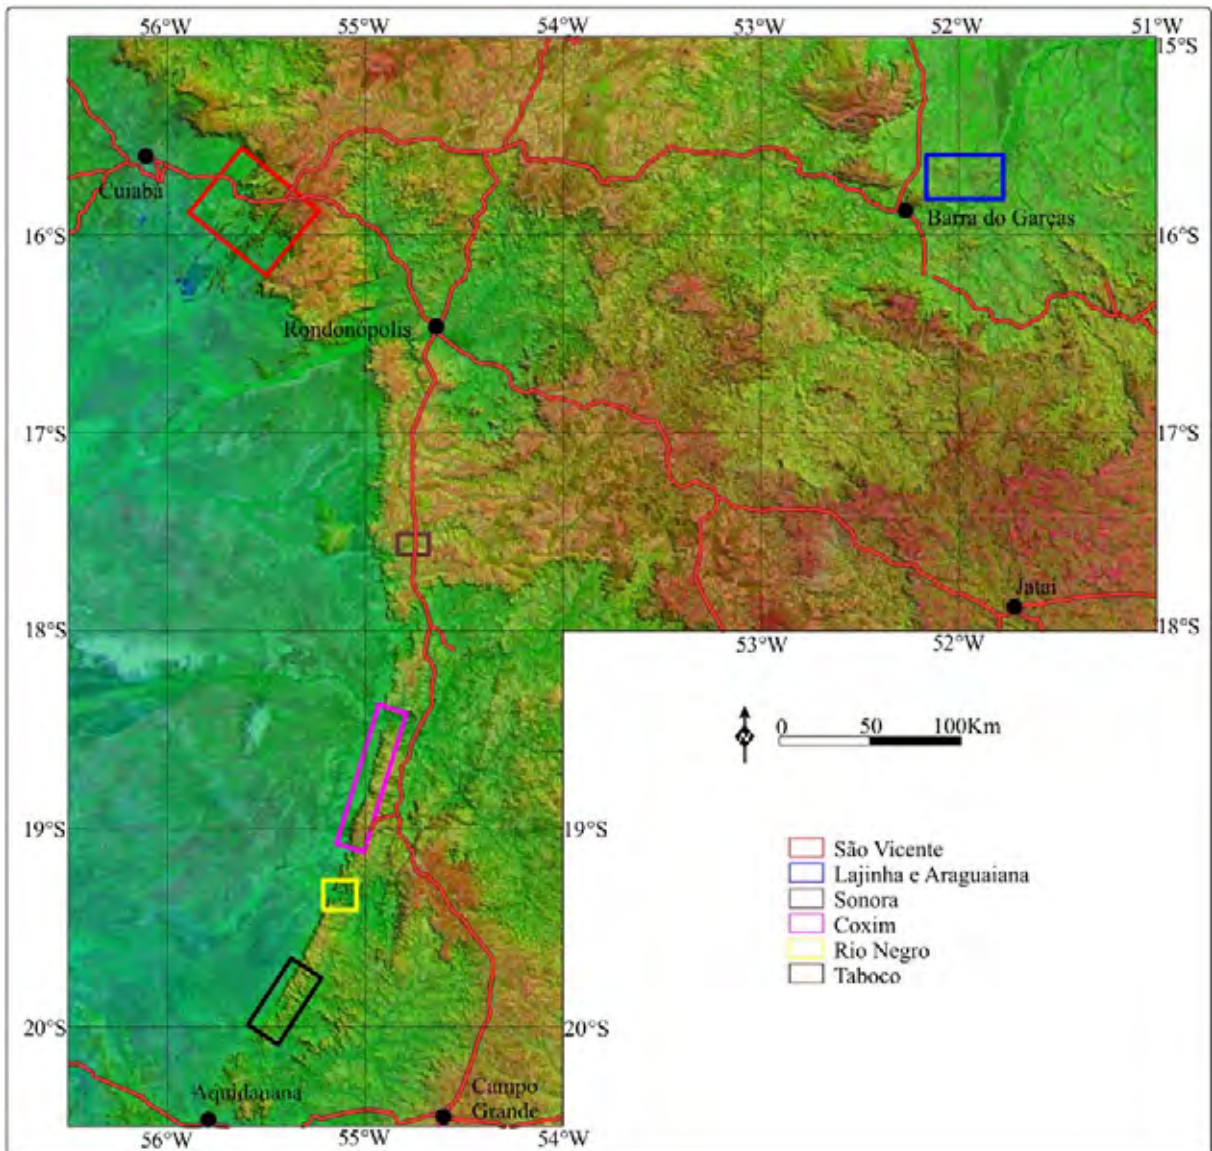 56°W 55°W 54°W 53°W 52°W 51°W
15°S
Cuiabá
Barra do Garças
16°S 16°S
Rondonópolis
17°S 17°S
Jataí
18°S 18°S
53°W 52°W
0 50 100Km
N
19°S 19°S
São Vicente
Lajinha e Araguaiana
Sonora
Coxim
Rio Negro
Taboco
20°S 20°S
Aquidauana
Campo
Grande
56°W 55°W 54°W